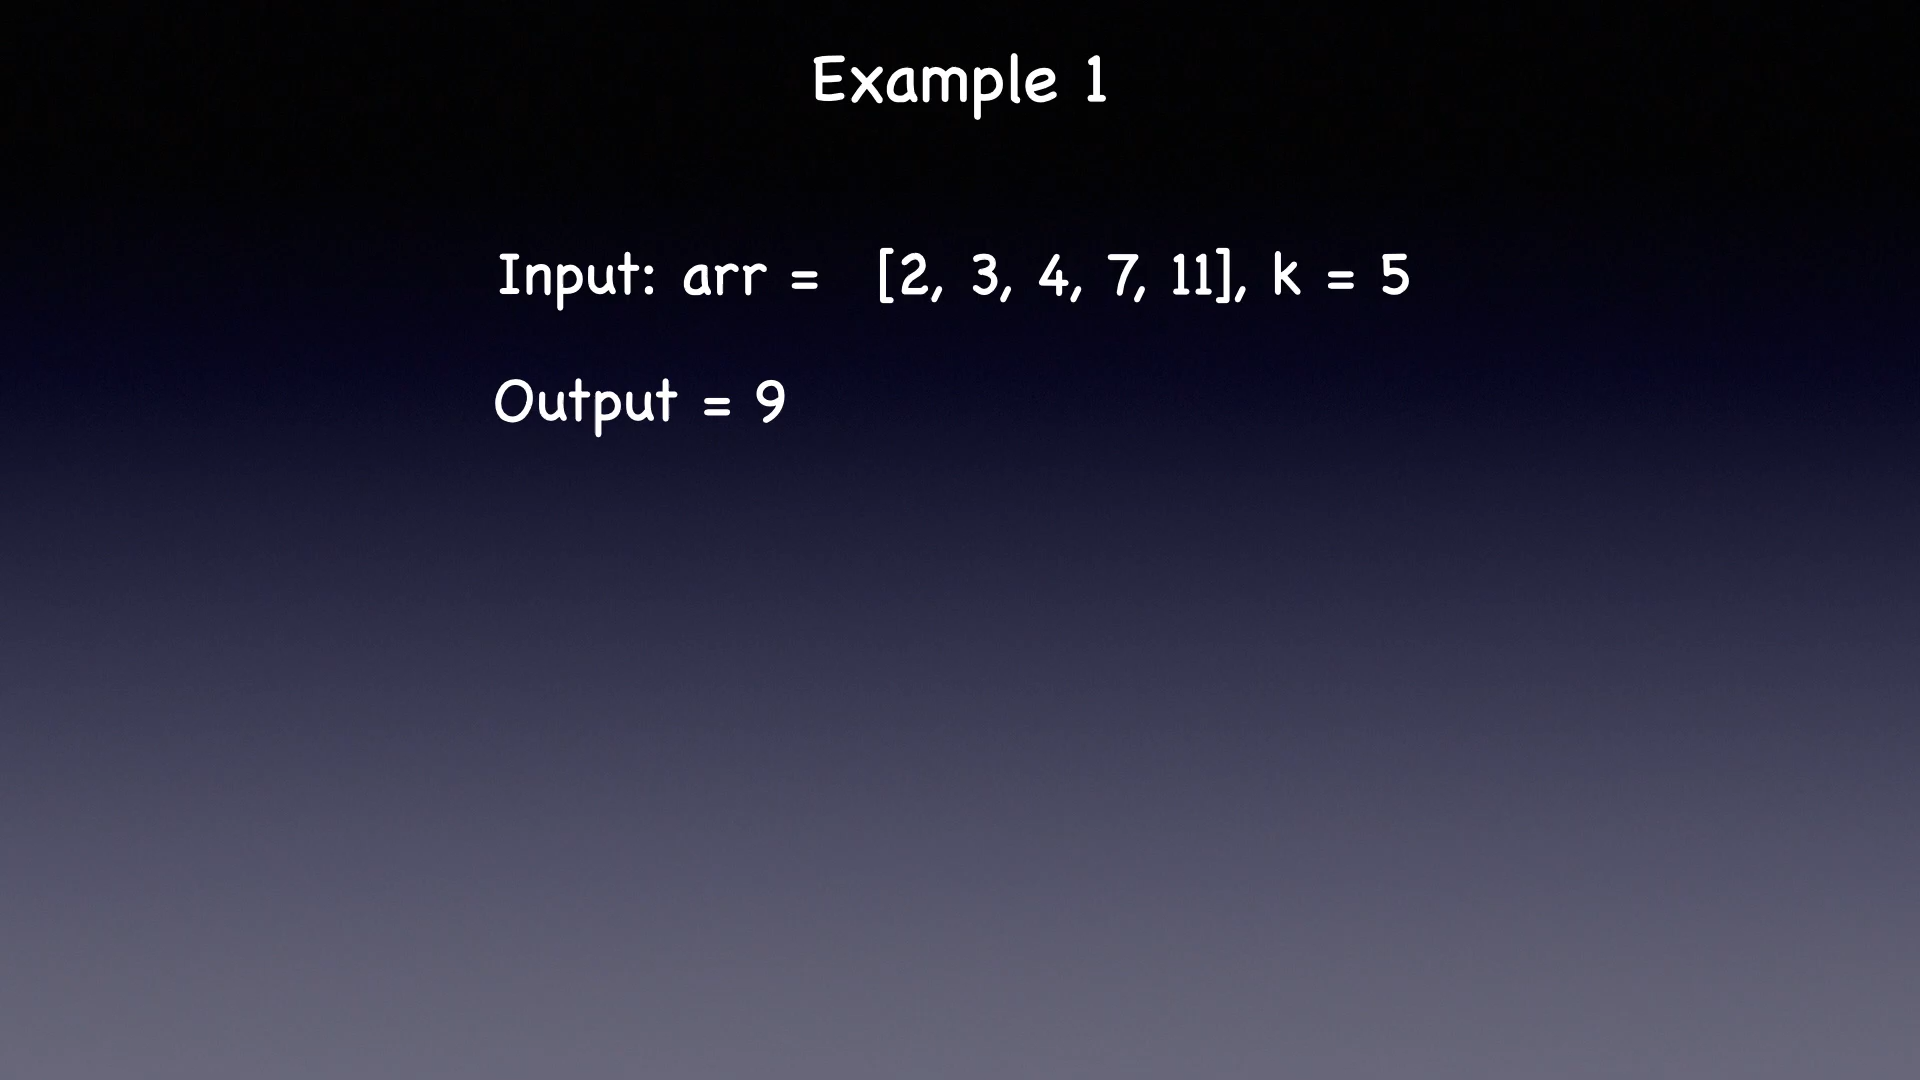 Example 1
Input: arr = [2, 3, 4, 7, 11], k = 5
Output = 9